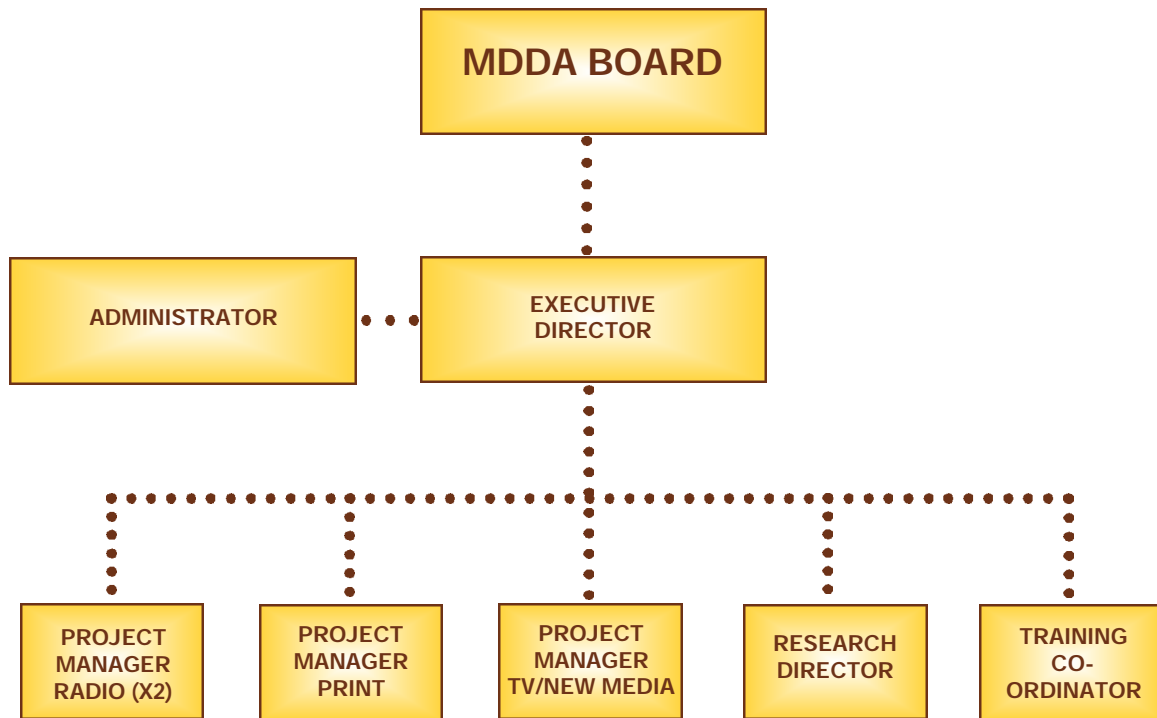 MDDA BOARD
ADMINISTRATOR
EXECUTIVE
DIRECTOR
PROJECT
MANAGER
RADIO (X2)
PROJECT
MANAGER
PRINT
PROJECT
MANAGER
TV/NEW MEDIA
RESEARCH
DIRECTOR
TRAINING
CO-
ORDINATOR